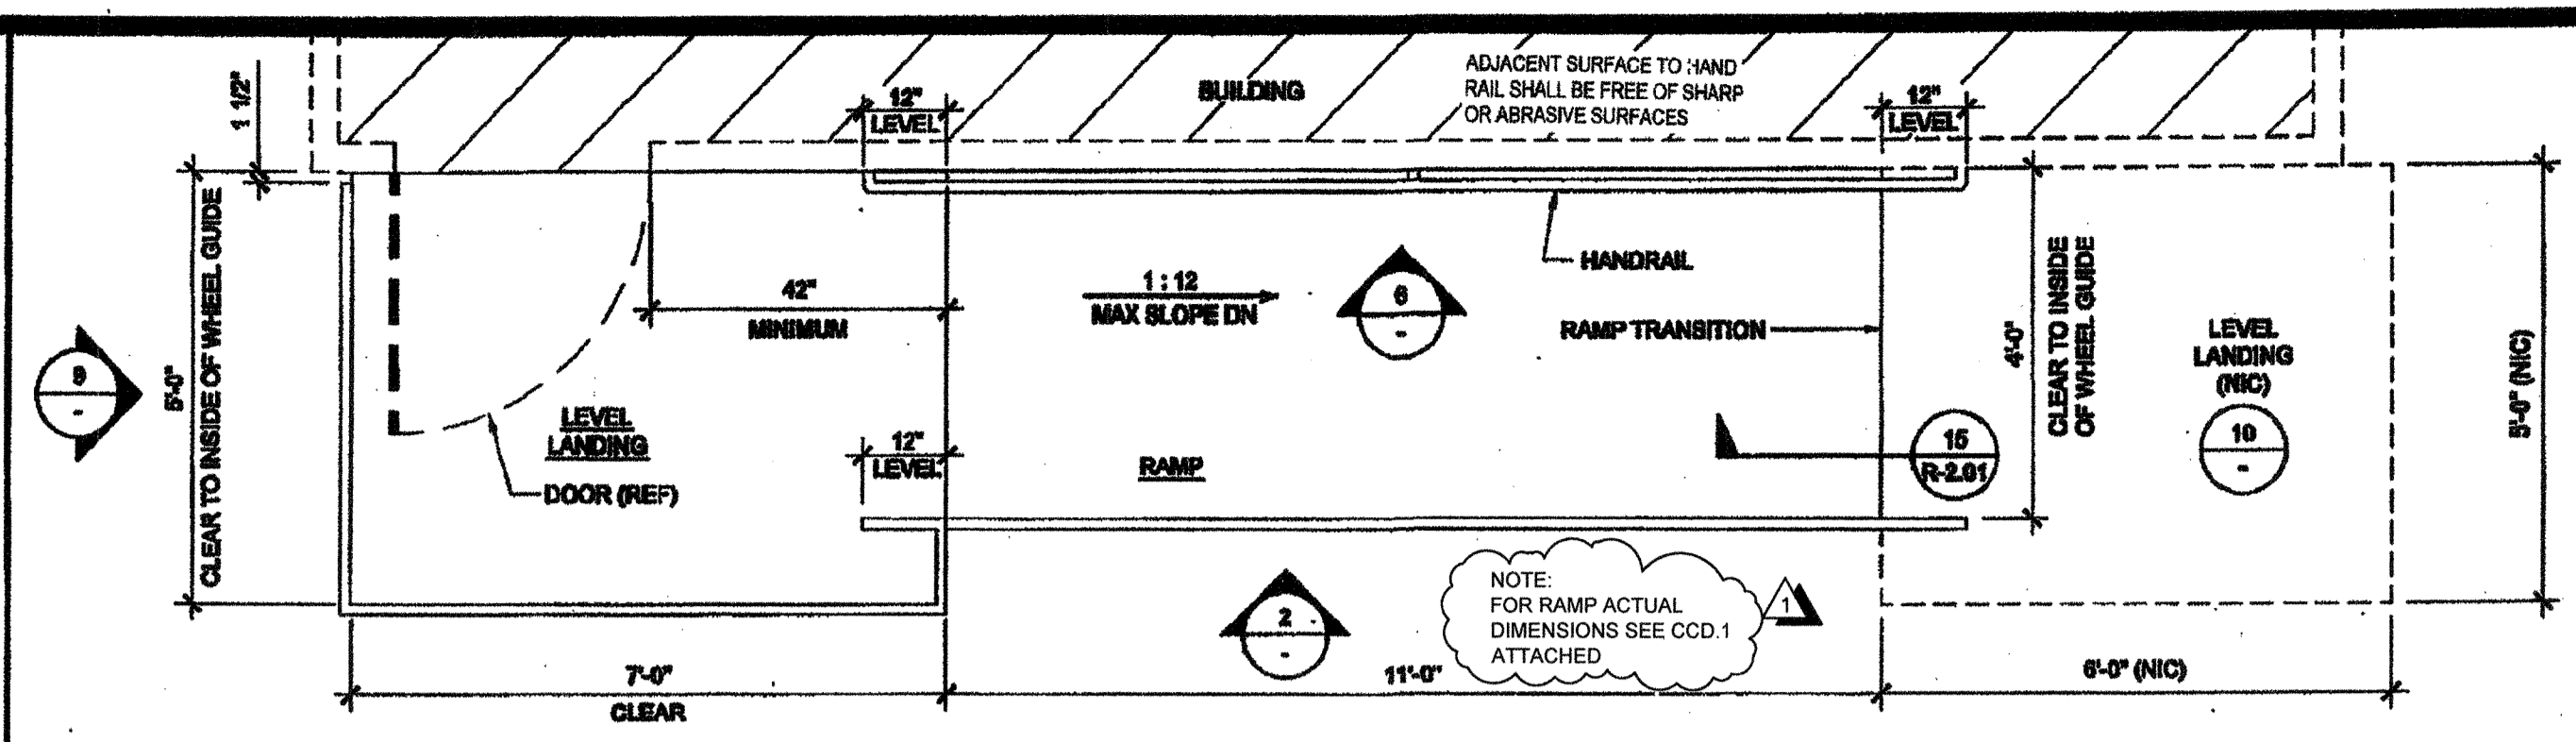 1 1/2"
12"
LEVEL
BUILDING
ADJACENT SURFACE TO HAND
RAIL SHALL BE FREE OF SHARP
OR ABRASIVE SURFACES
12"
LEVEL
5'-0"
CLEAR TO INSIDE OF WHEEL GUIDE
42"
MINIMUM
1 : 12
MAX SLOPE DN
6
-
HANDRAIL
RAMP TRANSITION
4'-0"
CLEAR TO INSIDE
OF WHEEL GUIDE
LEVEL
LANDING
(NIC)
10
-
5'-0" (NIC)
9
-
LEVEL
LANDING
DOOR (REF)
12"
LEVEL
RAMP
15
R-2.01
2
-
NOTE:
FOR RAMP ACTUAL
DIMENSIONS SEE CCD.1
ATTACHED
1
7'-0"
CLEAR
11'-0"
6'-0" (NIC)